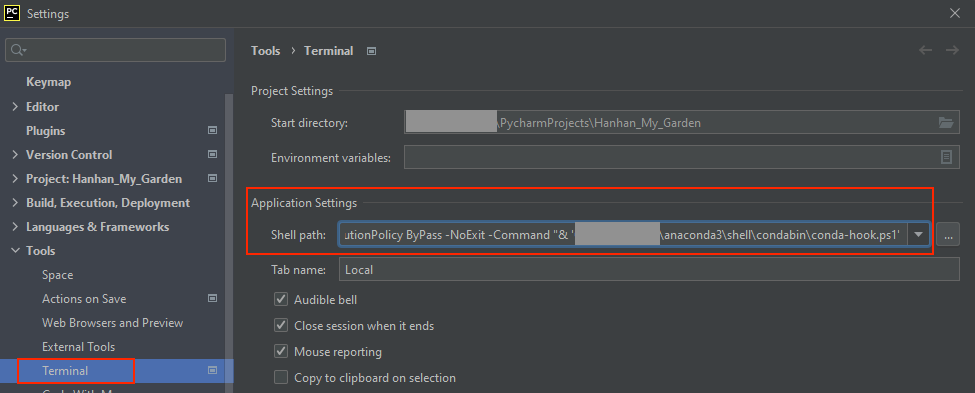 PC
Settings
Keymap
Editor
Plugins
Version Control
Project: Hanhan_My_Garden
Build, Execution, Deployment
Languages & Frameworks
Tools
Space
Actions on Save
Web Browsers and Preview
External Tools
Terminal
Tools › Terminal
Project Settings
Start directory: \PycharmProjects\Hanhan_My_Garden
Environment variables:
Application Settings
Shell path: utionPolicy ByPass -NoExit -Command "& ' \anaconda3\shell\condabin\conda-hook.ps1' ...
Tab name: Local
Audible bell
Close session when it ends
Mouse reporting
Copy to clipboard on selection